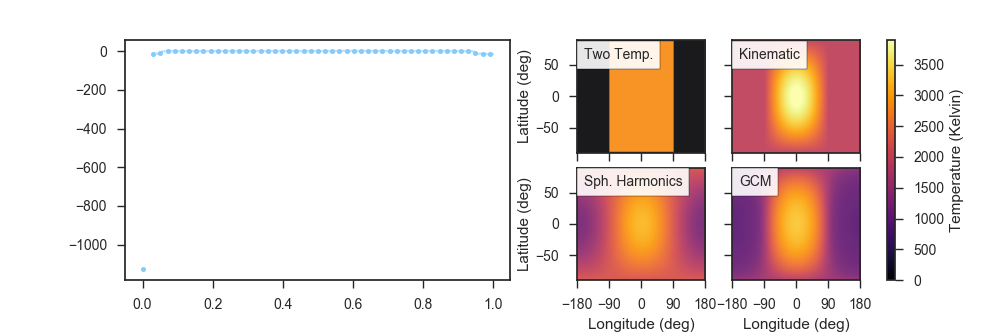 0
−200
−400
−600
−800
−1000
0.0 0.2 0.4 0.6 0.8 1.0
Latitude (deg)
50
0
−50
Two Temp.
Kinematic
Latitude (deg)
50
0
−50
Sph. Harmonics
GCM
−180 −90 0 90 180
Longitude (deg)
−180 −90 0 90 180
Longitude (deg)
3500
3000
2500
2000
1500
1000
500
0
Temperature (Kelvin)